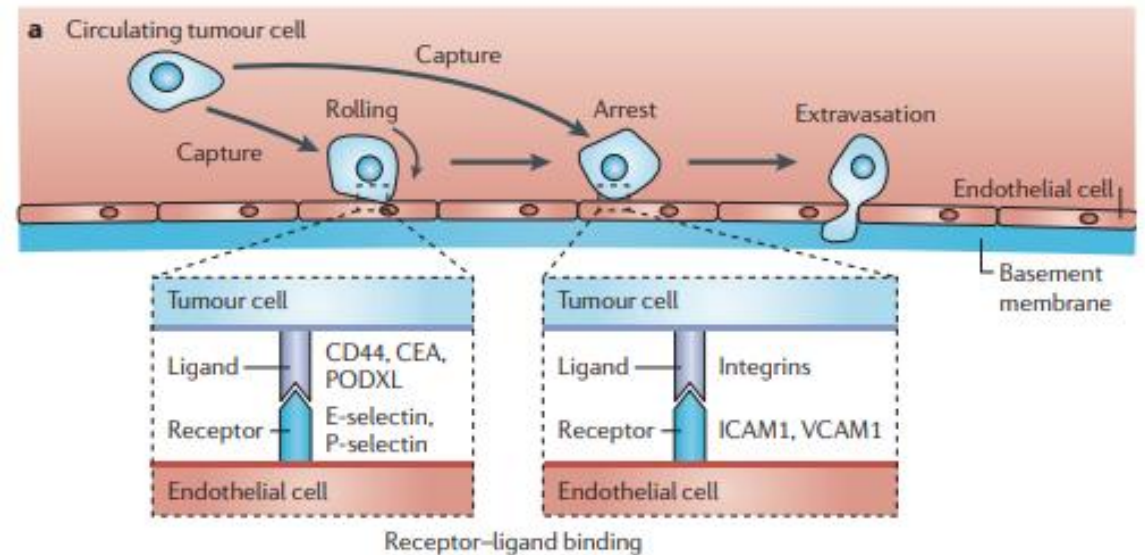 a Circulating tumour cell
Capture
Rolling
Capture
Arrest
Extravasation
Endothelial cell
Basement
membrane
Tumour cell
Ligand
CD44, CEA,
PODXL
Receptor
E-selectin,
P-selectin
Endothelial cell
Tumour cell
Ligand
Integrins
Receptor
ICAM1, VCAM1
Endothelial cell
Receptor–ligand binding